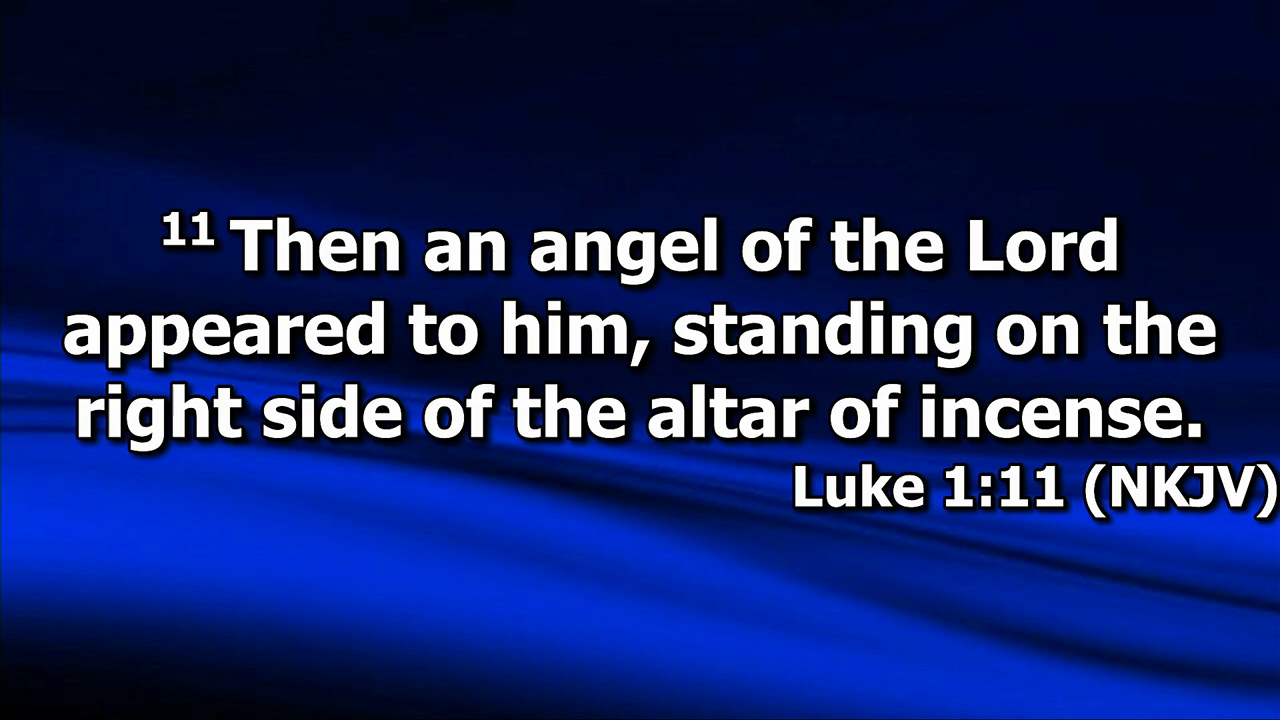 11 Then an angel of the Lord
appeared to him, standing on the
right side of the altar of incense.
Luke 1:11 (NKJV)